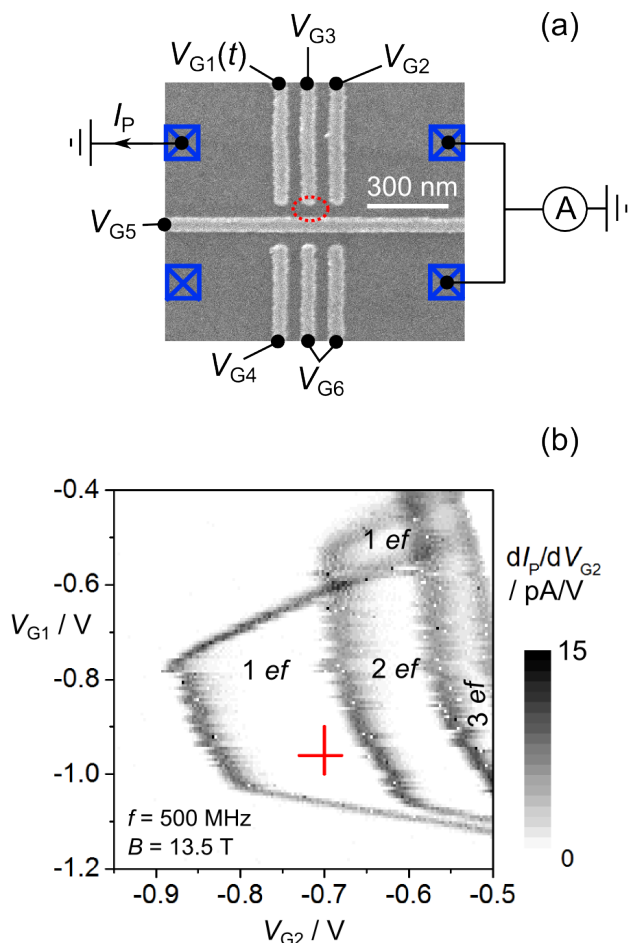 (a)
V_G1(t)
V_G3
V_G2
I_P
300 nm
A
V_G5
V_G4
V_G6
(b)
-0.4
-0.6
-0.8
-1.0
-1.2
V_G1 / V
1 ef
1 ef
2 ef
3 ef
f = 500 MHz
B = 13.5 T
-0.9 -0.8 -0.7 -0.6 -0.5
V_G2 / V
dI_P/dV_G2
/ pA/V
15
0